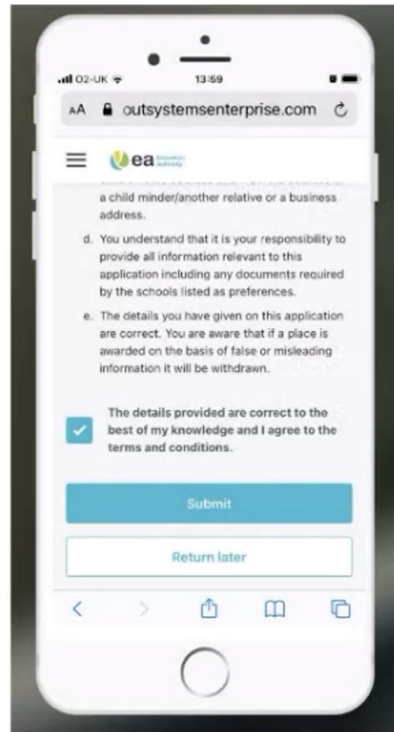 O2-UK
13:59
AA outsystemsenterprise.com
ea Education Authority
a child minder/another relative or a business
address.
d. You understand that it is your responsibility to
provide all information relevant to this
application including any documents required
by the schools listed as preferences.
e. The details you have given on this application
are correct. You are aware that if a place is
awarded on the basis of false or misleading
information it will be withdrawn.
The details provided are correct to the
best of my knowledge and I agree to the
terms and conditions.
Submit
Return later